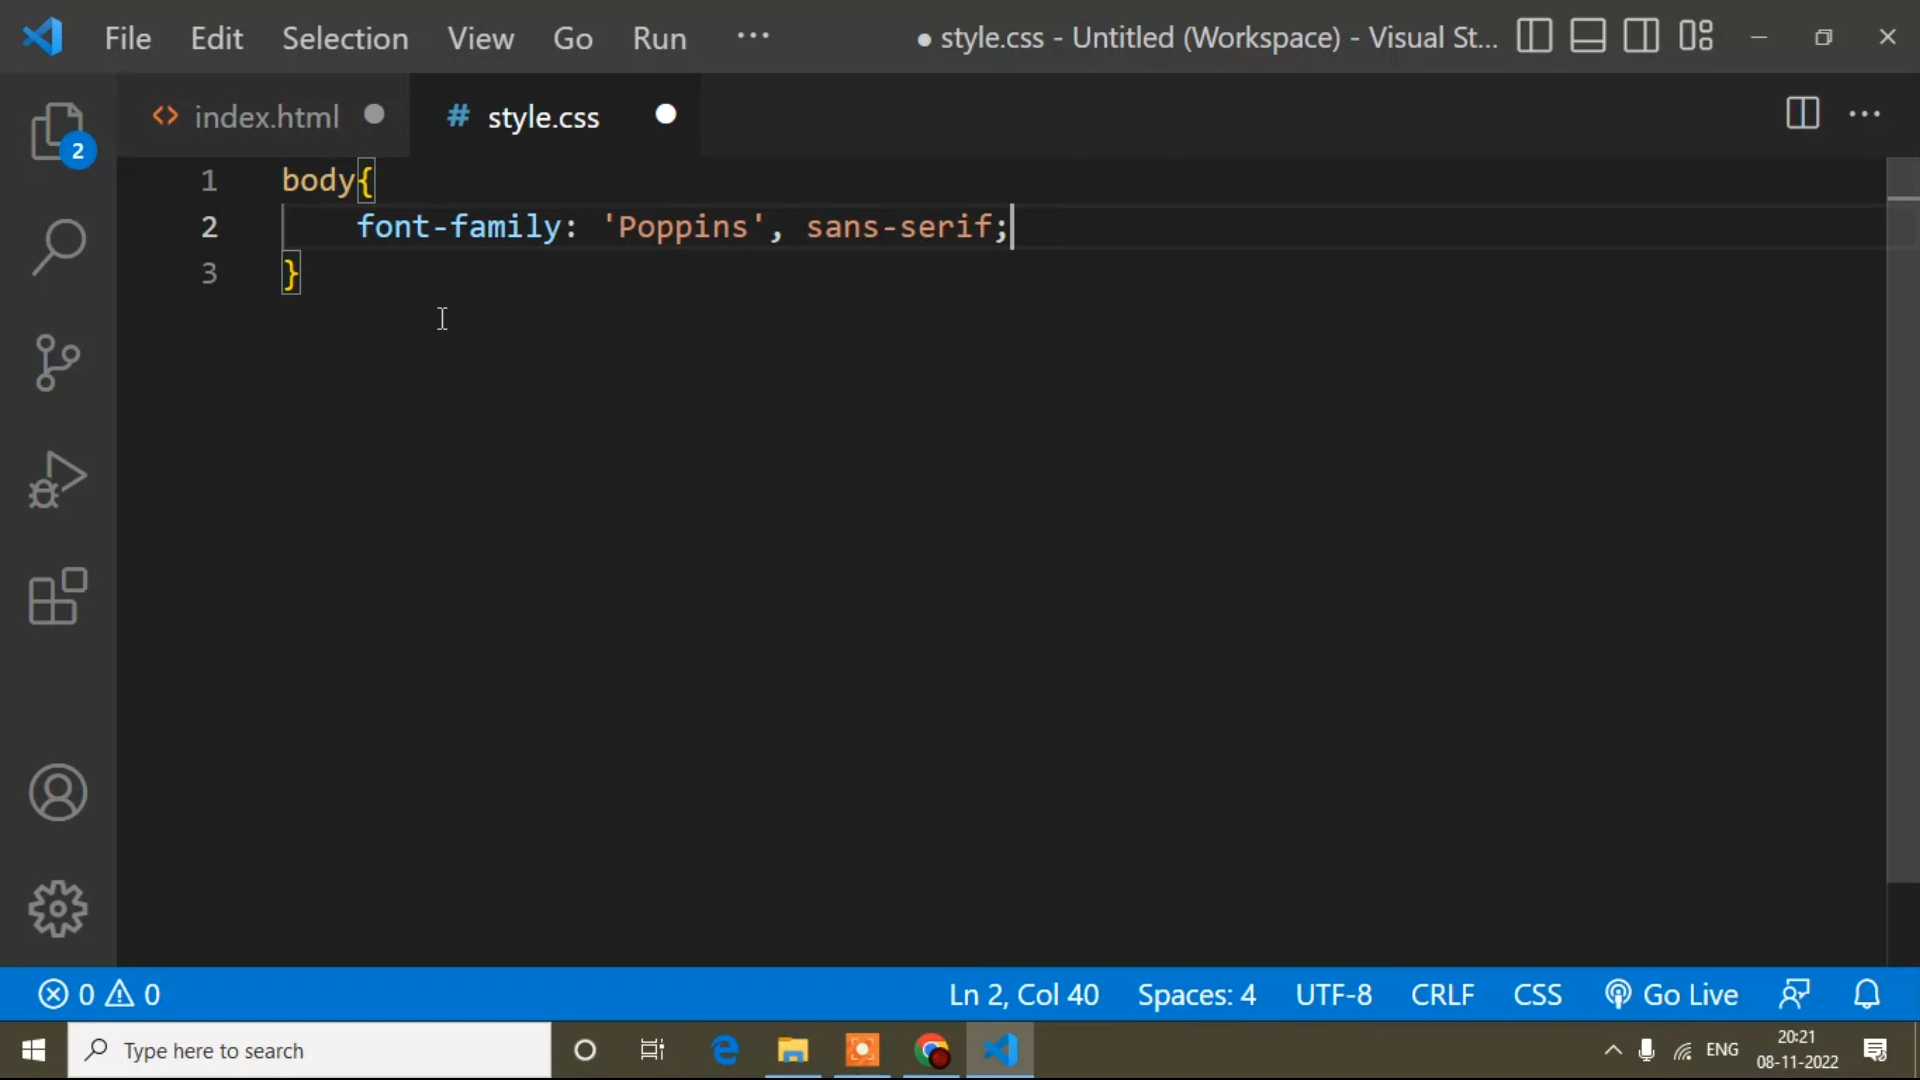 File Edit Selection View Go Run ···
● style.css - Untitled (Workspace) - Visual St...
index.html
# style.css
2
1 body{
2 font-family: 'Poppins', sans-serif;
3 }
0 0
Ln 2, Col 40 Spaces: 4 UTF-8 CRLF CSS Go Live
Type here to search
ENG
20:21
08-11-2022